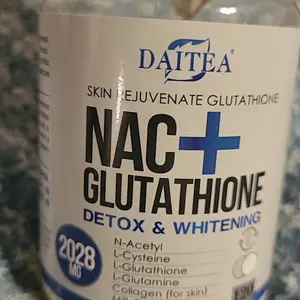 DAITEA®
SKIN REJUVENATE GLUTATHIONE
NAC+
GLUTATHIONE
DETOX & WHITENING
2028
MG
N-Acetyl
L-Cysteine
L-Glutathione
L-Glutamine
Collagen (for skin)